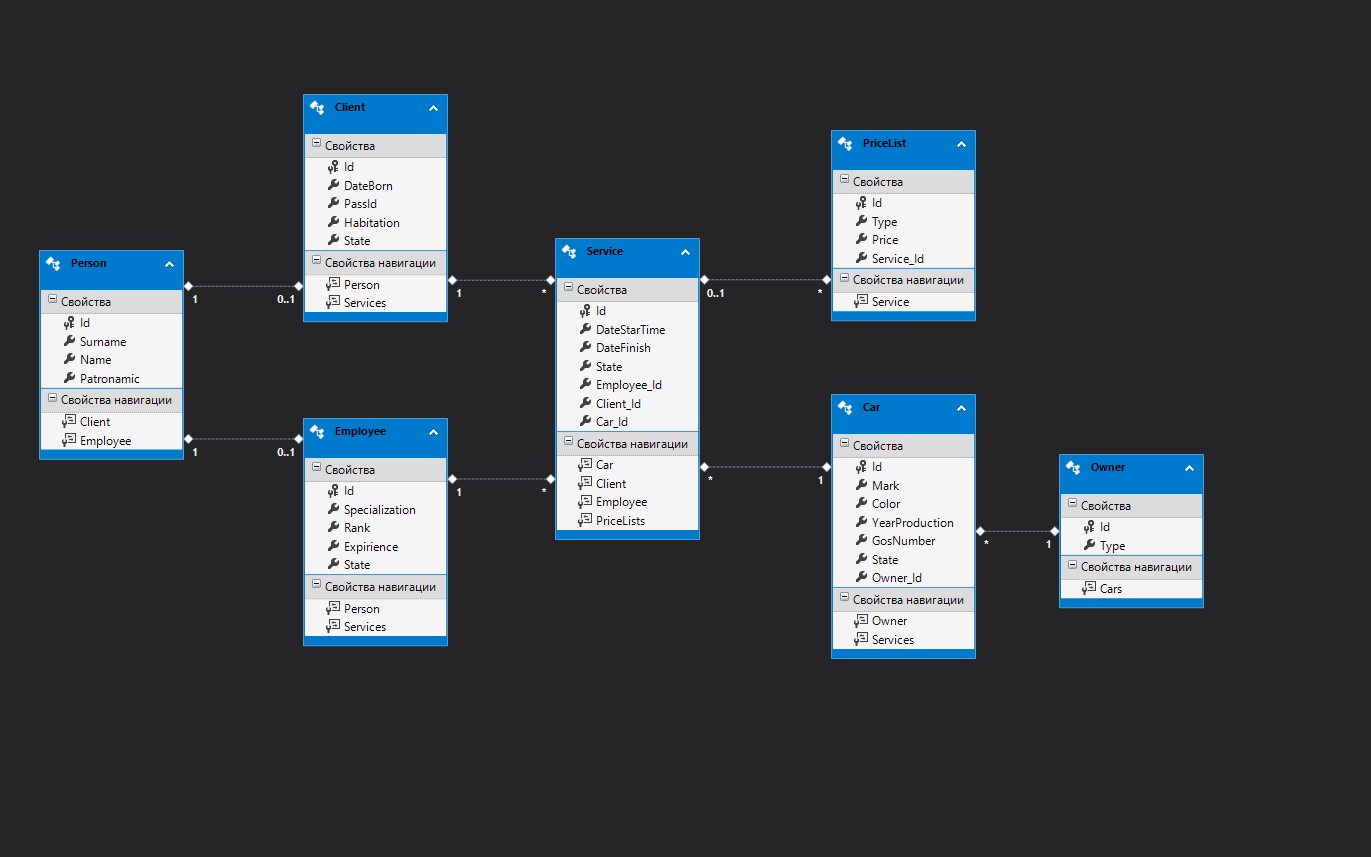 Person
Свойства
Id
Surname
Name
Patronamic
Свойства навигации
Client
Employee
1
0..1
1
0..1
Client
Свойства
Id
DateBorn
PassId
Habitation
State
Свойства навигации
Person
Services
1
*
Employee
Свойства
Id
Specialization
Rank
Expirience
State
Свойства навигации
Person
Services
1
*
Service
Свойства
Id
DateStarTime
DateFinish
State
Employee_Id
Client_Id
Car_Id
Свойства навигации
Car
Client
Employee
PriceLists
0..1
*
*
1
PriceList
Свойства
Id
Type
Price
Service_Id
Свойства навигации
Service
Car
Свойства
Id
Mark
Color
YearProduction
GosNumber
State
Owner_Id
Свойства навигации
Owner
Services
*
1
Owner
Свойства
Id
Type
Свойства навигации
Cars